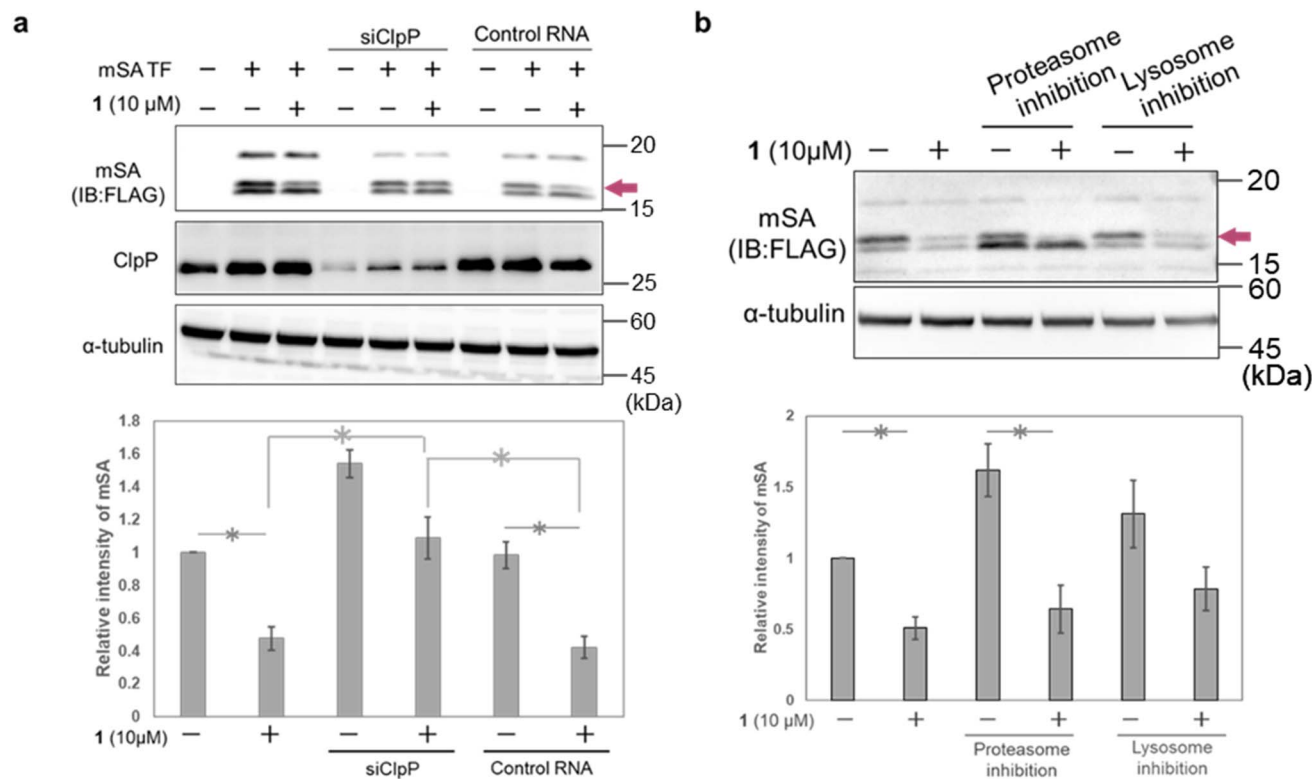 a
siClpP Control RNA
mSA TF − + + − + + − + +
1 (10 µM) − − + − − + − − +
mSA
(IB:FLAG)
20
15
ClpP
25
α-tubulin
60
45
(kDa)
Relative intensity of mSA
1.8
1.6
1.4
1.2
1
0.8
0.6
0.4
0.2
0
*
*
*
*
1 (10µM) − + − + − +
siClpP Control RNA
b
Proteasome
inhibition
Lysosome
inhibition
1 (10µM) − + − + − +
mSA
(IB:FLAG)
20
15
α-tubulin
60
45
(kDa)
Relative intensity of mSA
2
1.5
1
0.5
0
*
*
1 (10 µM) − + − + − +
Proteasome
inhibition
Lysosome
inhibition